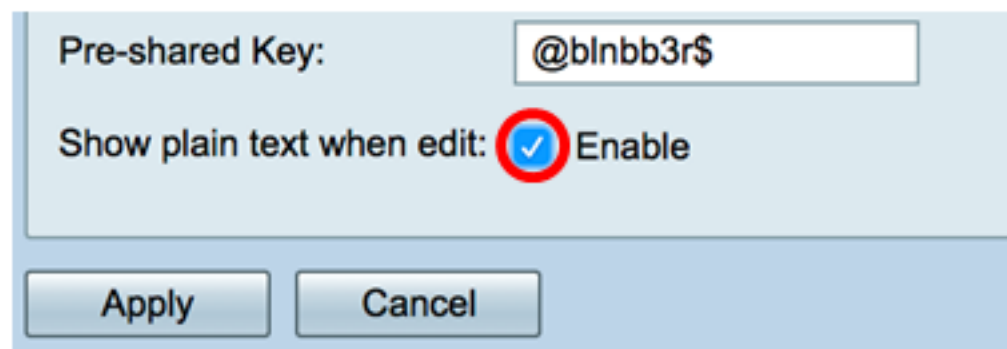 Pre-shared Key: @blnbb3r$
Show plain text when edit: Enable
Apply Cancel